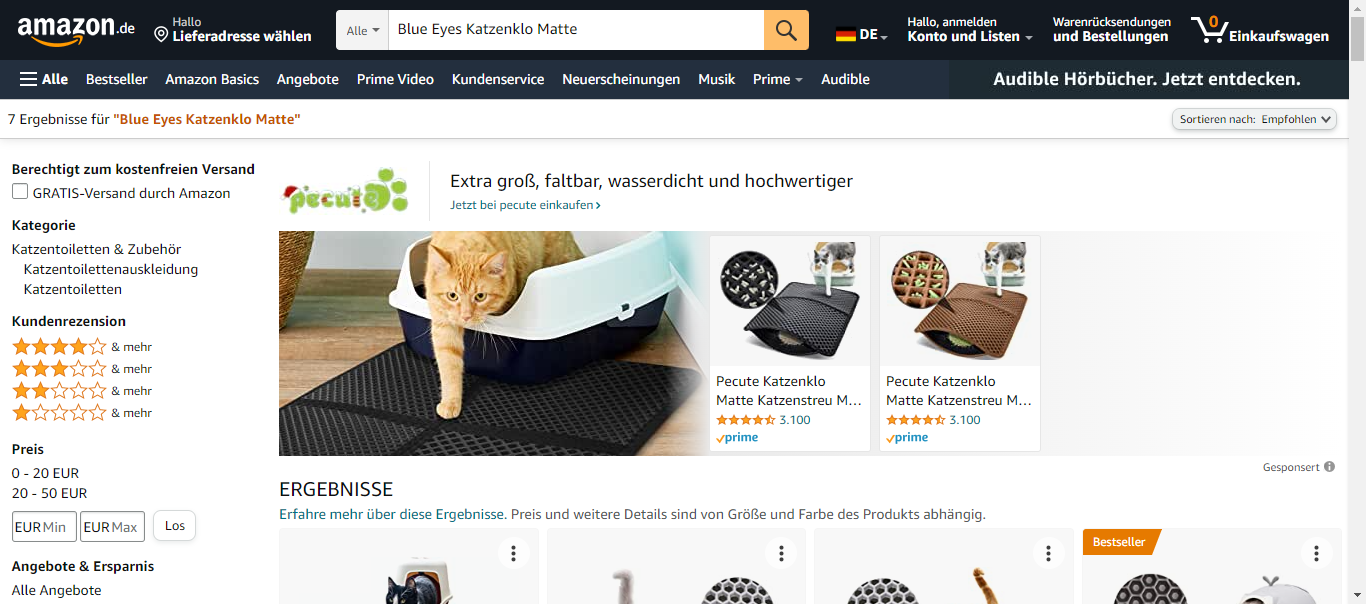 amazon.de
Hallo
Lieferadresse wählen
Alle
Blue Eyes Katzenklo Matte
DE
Hallo, anmelden
Konto und Listen
Warenrücksendungen
und Bestellungen
0
Einkaufswagen
Alle
Bestseller
Amazon Basics
Angebote
Prime Video
Kundenservice
Neuerscheinungen
Musik
Prime
Audible
Audible Hörbücher. Jetzt entdecken.
7 Ergebnisse für "Blue Eyes Katzenklo Matte"
Sortieren nach: Empfohlen
Berechtigt zum kostenfreien Versand
GRATIS-Versand durch Amazon
Kategorie
Katzentoiletten & Zubehör
Katzentoilettenauskleidung
Katzentoiletten
Kundenrezension
& mehr
& mehr
& mehr
& mehr
Preis
0 - 20 EUR
20 - 50 EUR
EUR Min
EUR Max
Los
Angebote & Ersparnis
Alle Angebote
pecute
Extra groß, faltbar, wasserdicht und hochwertiger
Jetzt bei pecute einkaufen ›
Pecute Katzenklo
Matte Katzenstreu M…
3.100
prime
Pecute Katzenklo
Matte Katzenstreu M…
3.100
prime
Gesponsert
ERGEBNISSE
Erfahre mehr über diese Ergebnisse. Preis und weitere Details sind von Größe und Farbe des Produkts abhängig.
Bestseller